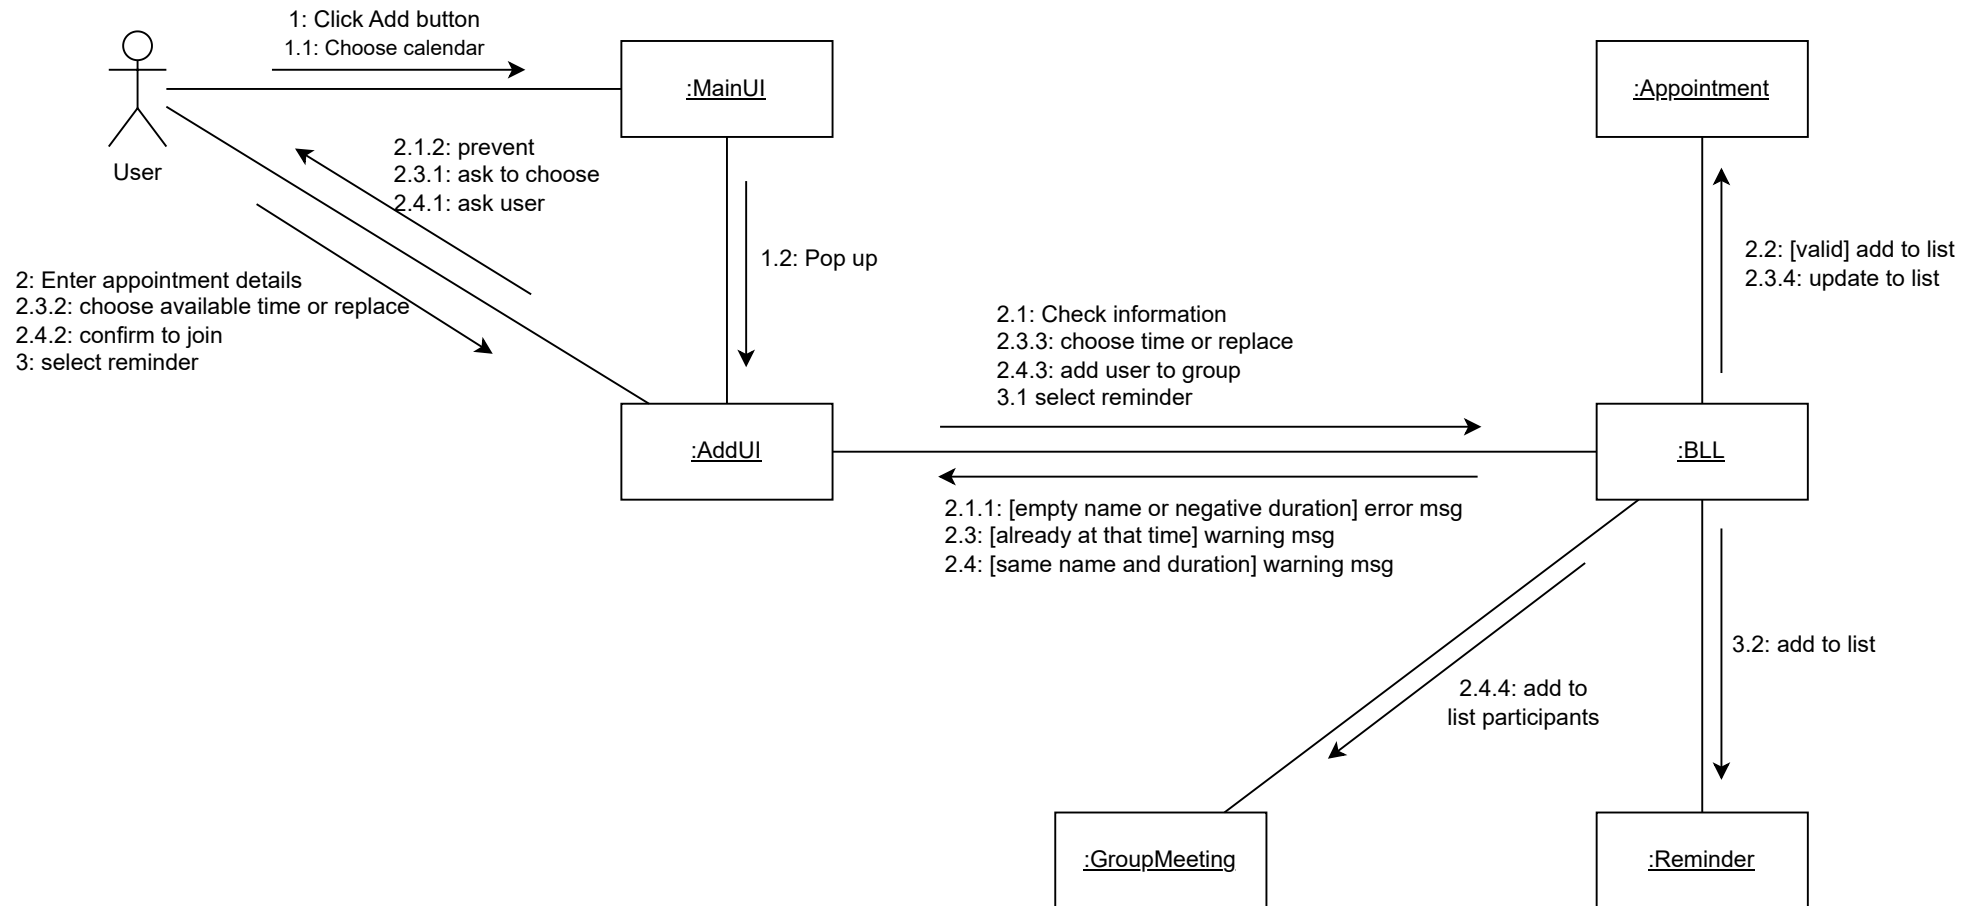 1: Click Add button
1.1: Choose calendar
:MainUI
:Appointment
User
2.1.2: prevent
2.3.1: ask to choose
2.4.1: ask user
1.2: Pop up
2.2: [valid] add to list
2.3.4: update to list
2: Enter appointment details
2.3.2: choose available time or replace
2.4.2: confirm to join
3: select reminder
2.1: Check information
2.3.3: choose time or replace
2.4.3: add user to group
3.1 select reminder
:AddUI
:BLL
2.1.1: [empty name or negative duration] error msg
2.3: [already at that time] warning msg
2.4: [same name and duration] warning msg
3.2: add to list
2.4.4: add to
list participants
:GroupMeeting
:Reminder